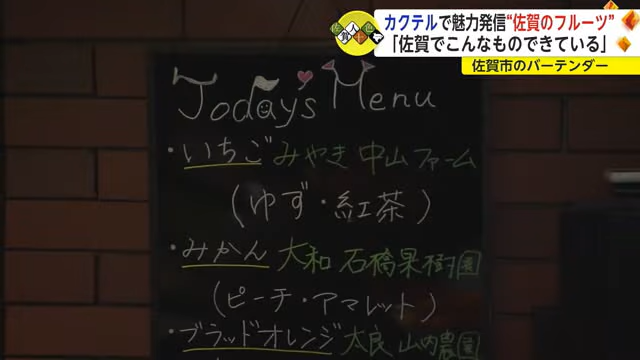 カクテルで魅力発信“佐賀のフルーツ”
「佐賀でこんなものできている」
佐賀市のバーテンダー
Todays Menu
・いちご みやき 中山ファーム
(ゆず・紅茶)
・みかん 大和 石橋果樹園
(ピーチ・アマレット)
・ブラッドオレンジ 太良 山内農園